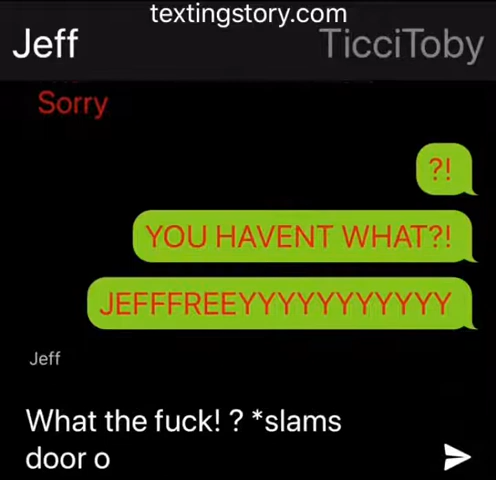 textingstory.com
Jeff TicciToby
Sorry
?!
YOU HAVENT WHAT?!
JEFFFREEYYYYYYYYYYY
Jeff
What the fuck! ? *slams
door o